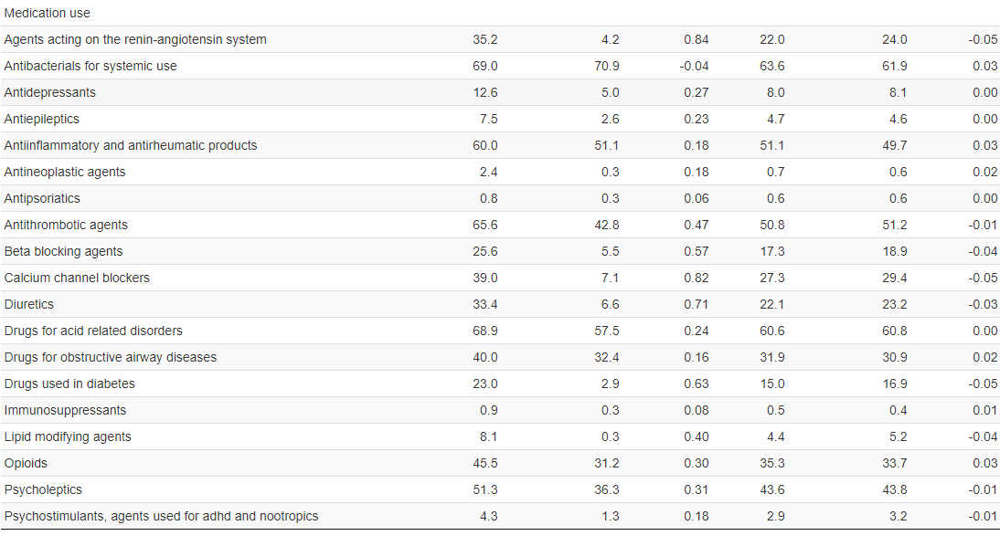 Medication use
Agents acting on the renin-angiotensin system 35.2 4.2 0.84 22.0 24.0 -0.05
Antibacterials for systemic use 69.0 70.9 -0.04 63.6 61.9 0.03
Antidepressants 12.6 5.0 0.27 8.0 8.1 0.00
Antiepileptics 7.5 2.6 0.23 4.7 4.6 0.00
Antiinflammatory and antirheumatic products 60.0 51.1 0.18 51.1 49.7 0.03
Antineoplastic agents 2.4 0.3 0.18 0.7 0.6 0.02
Antipsoriatics 0.8 0.3 0.06 0.6 0.6 0.00
Antithrombotic agents 65.6 42.8 0.47 50.8 51.2 -0.01
Beta blocking agents 25.6 5.5 0.57 17.3 18.9 -0.04
Calcium channel blockers 39.0 7.1 0.82 27.3 29.4 -0.05
Diuretics 33.4 6.6 0.71 22.1 23.2 -0.03
Drugs for acid related disorders 68.9 57.5 0.24 60.6 60.8 0.00
Drugs for obstructive airway diseases 40.0 32.4 0.16 31.9 30.9 0.02
Drugs used in diabetes 23.0 2.9 0.63 15.0 16.9 -0.05
Immunosuppressants 0.9 0.3 0.08 0.5 0.4 0.01
Lipid modifying agents 8.1 0.3 0.40 4.4 5.2 -0.04
Opioids 45.5 31.2 0.30 35.3 33.7 0.03
Psycholeptics 51.3 36.3 0.31 43.6 43.8 -0.01
Psychostimulants, agents used for adhd and nootropics 4.3 1.3 0.18 2.9 3.2 -0.01